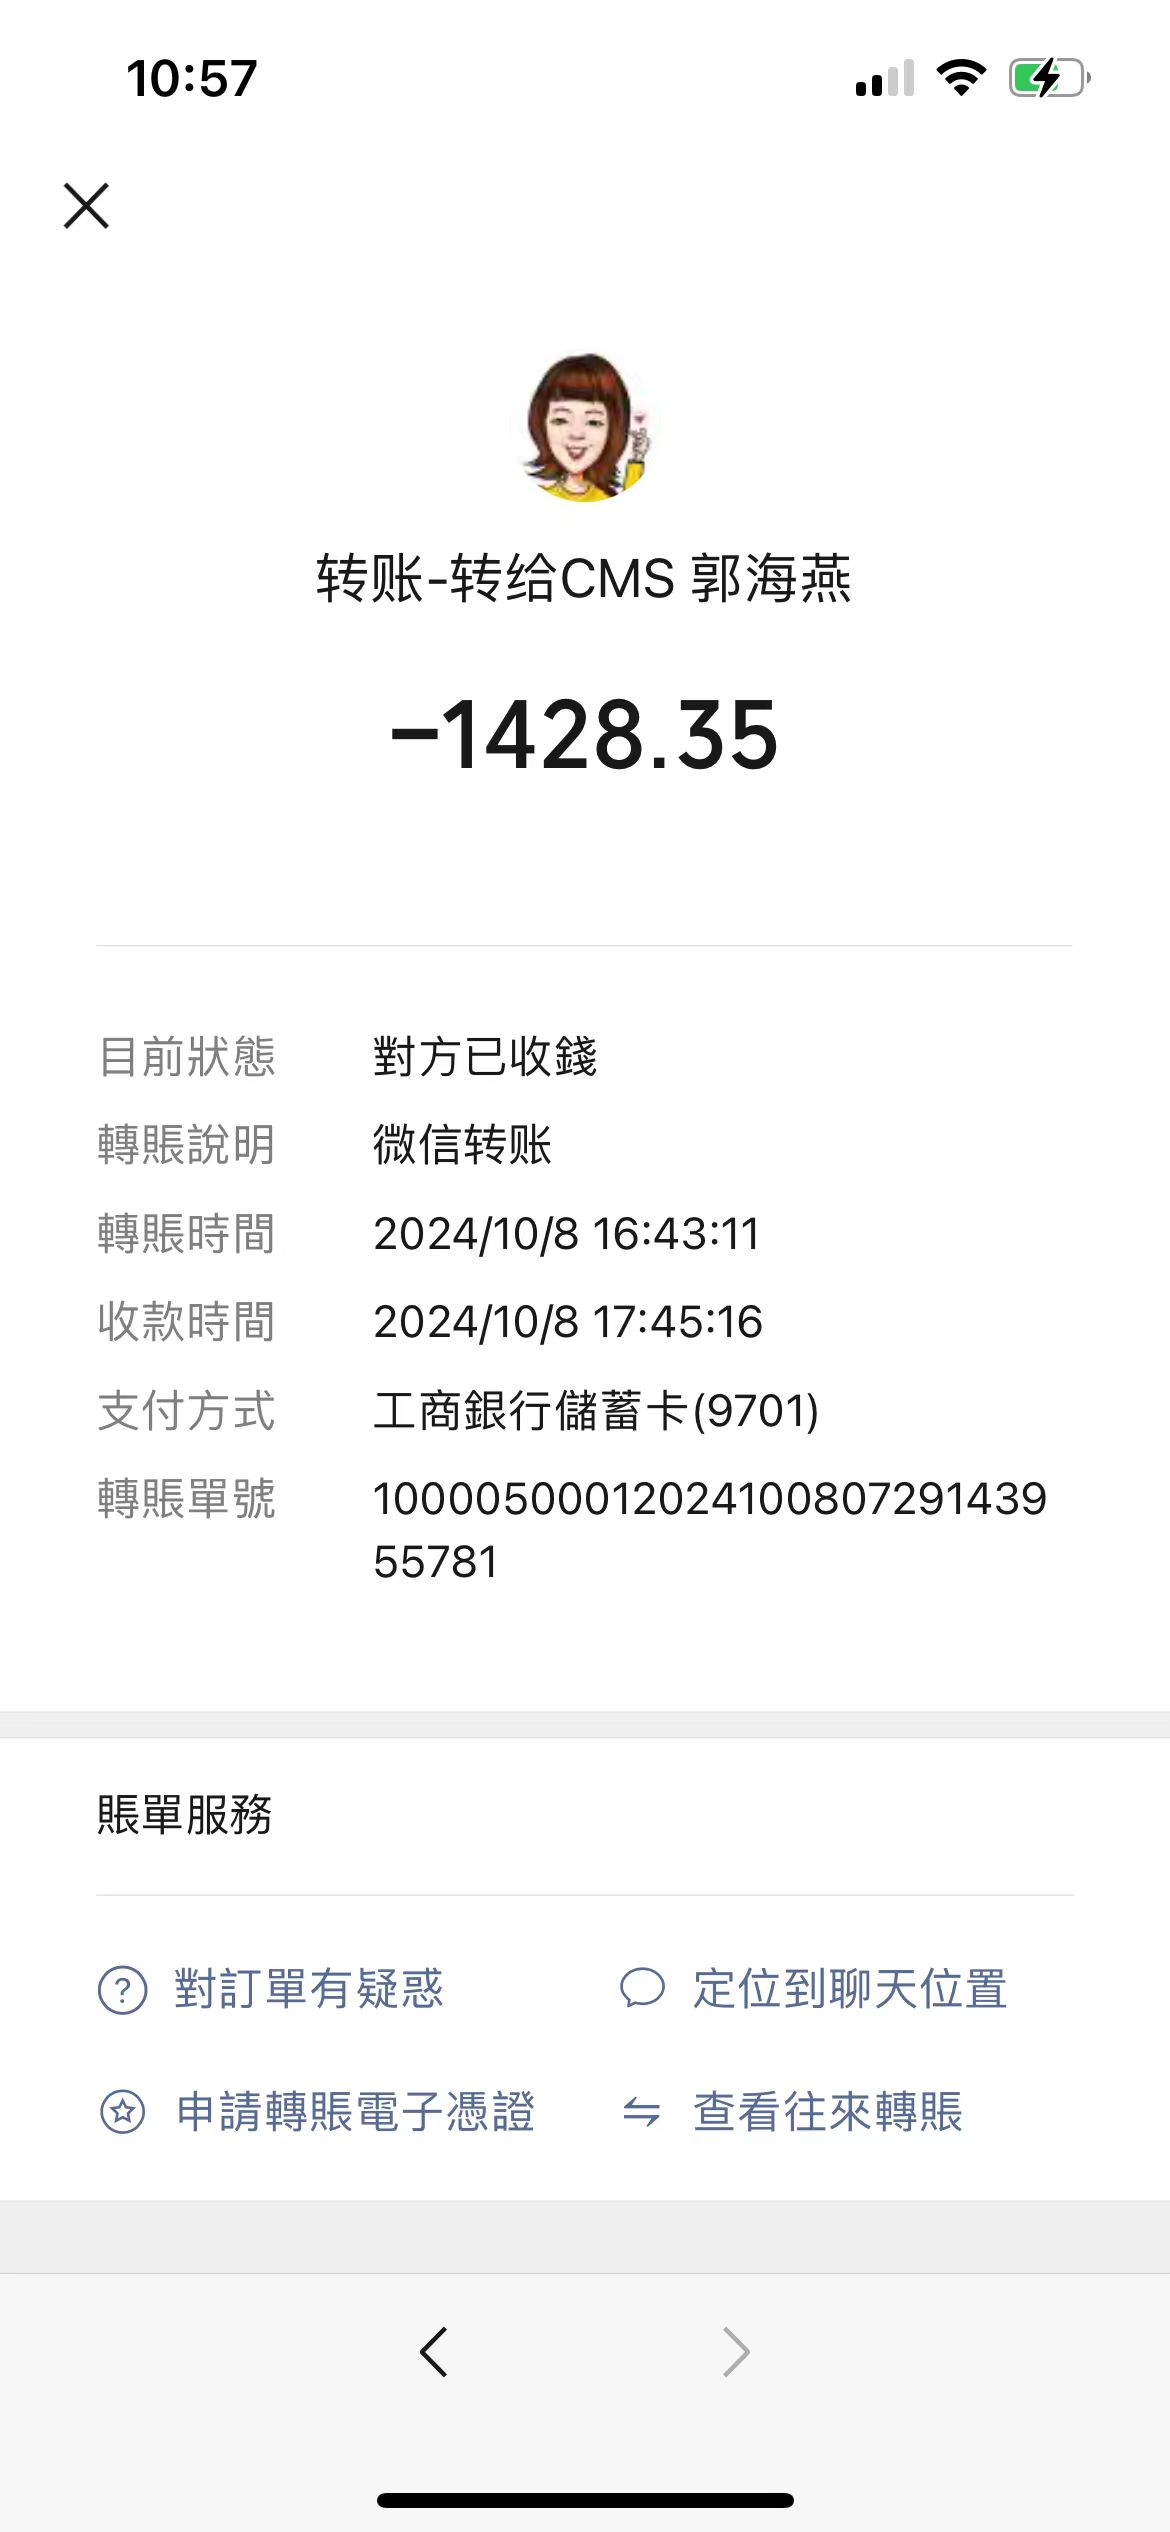 10:57
转账-转给CMS 郭海燕
-1428.35
目前狀態 對方已收錢
轉賬說明 微信转账
轉賬時間 2024/10/8 16:43:11
收款時間 2024/10/8 17:45:16
支付方式 工商銀行儲蓄卡(9701)
轉賬單號 10000500012024100807291439
55781
賬單服務
對訂單有疑惑 定位到聊天位置
申請轉賬電子憑證 查看往來轉賬